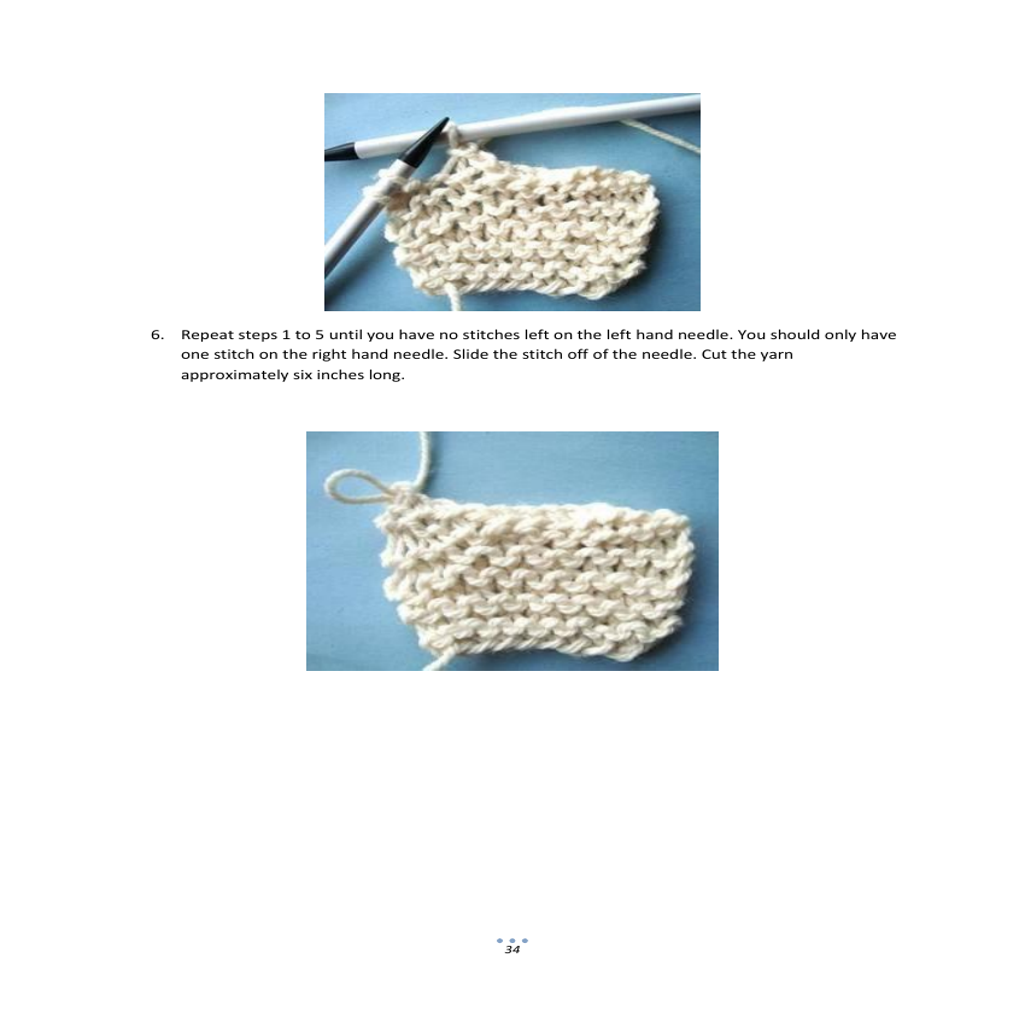 6. Repeat steps 1 to 5 until you have no stitches left on the left hand needle. You should only have
one stitch on the right hand needle. Slide the stitch off of the needle. Cut the yarn
approximately six inches long.
34